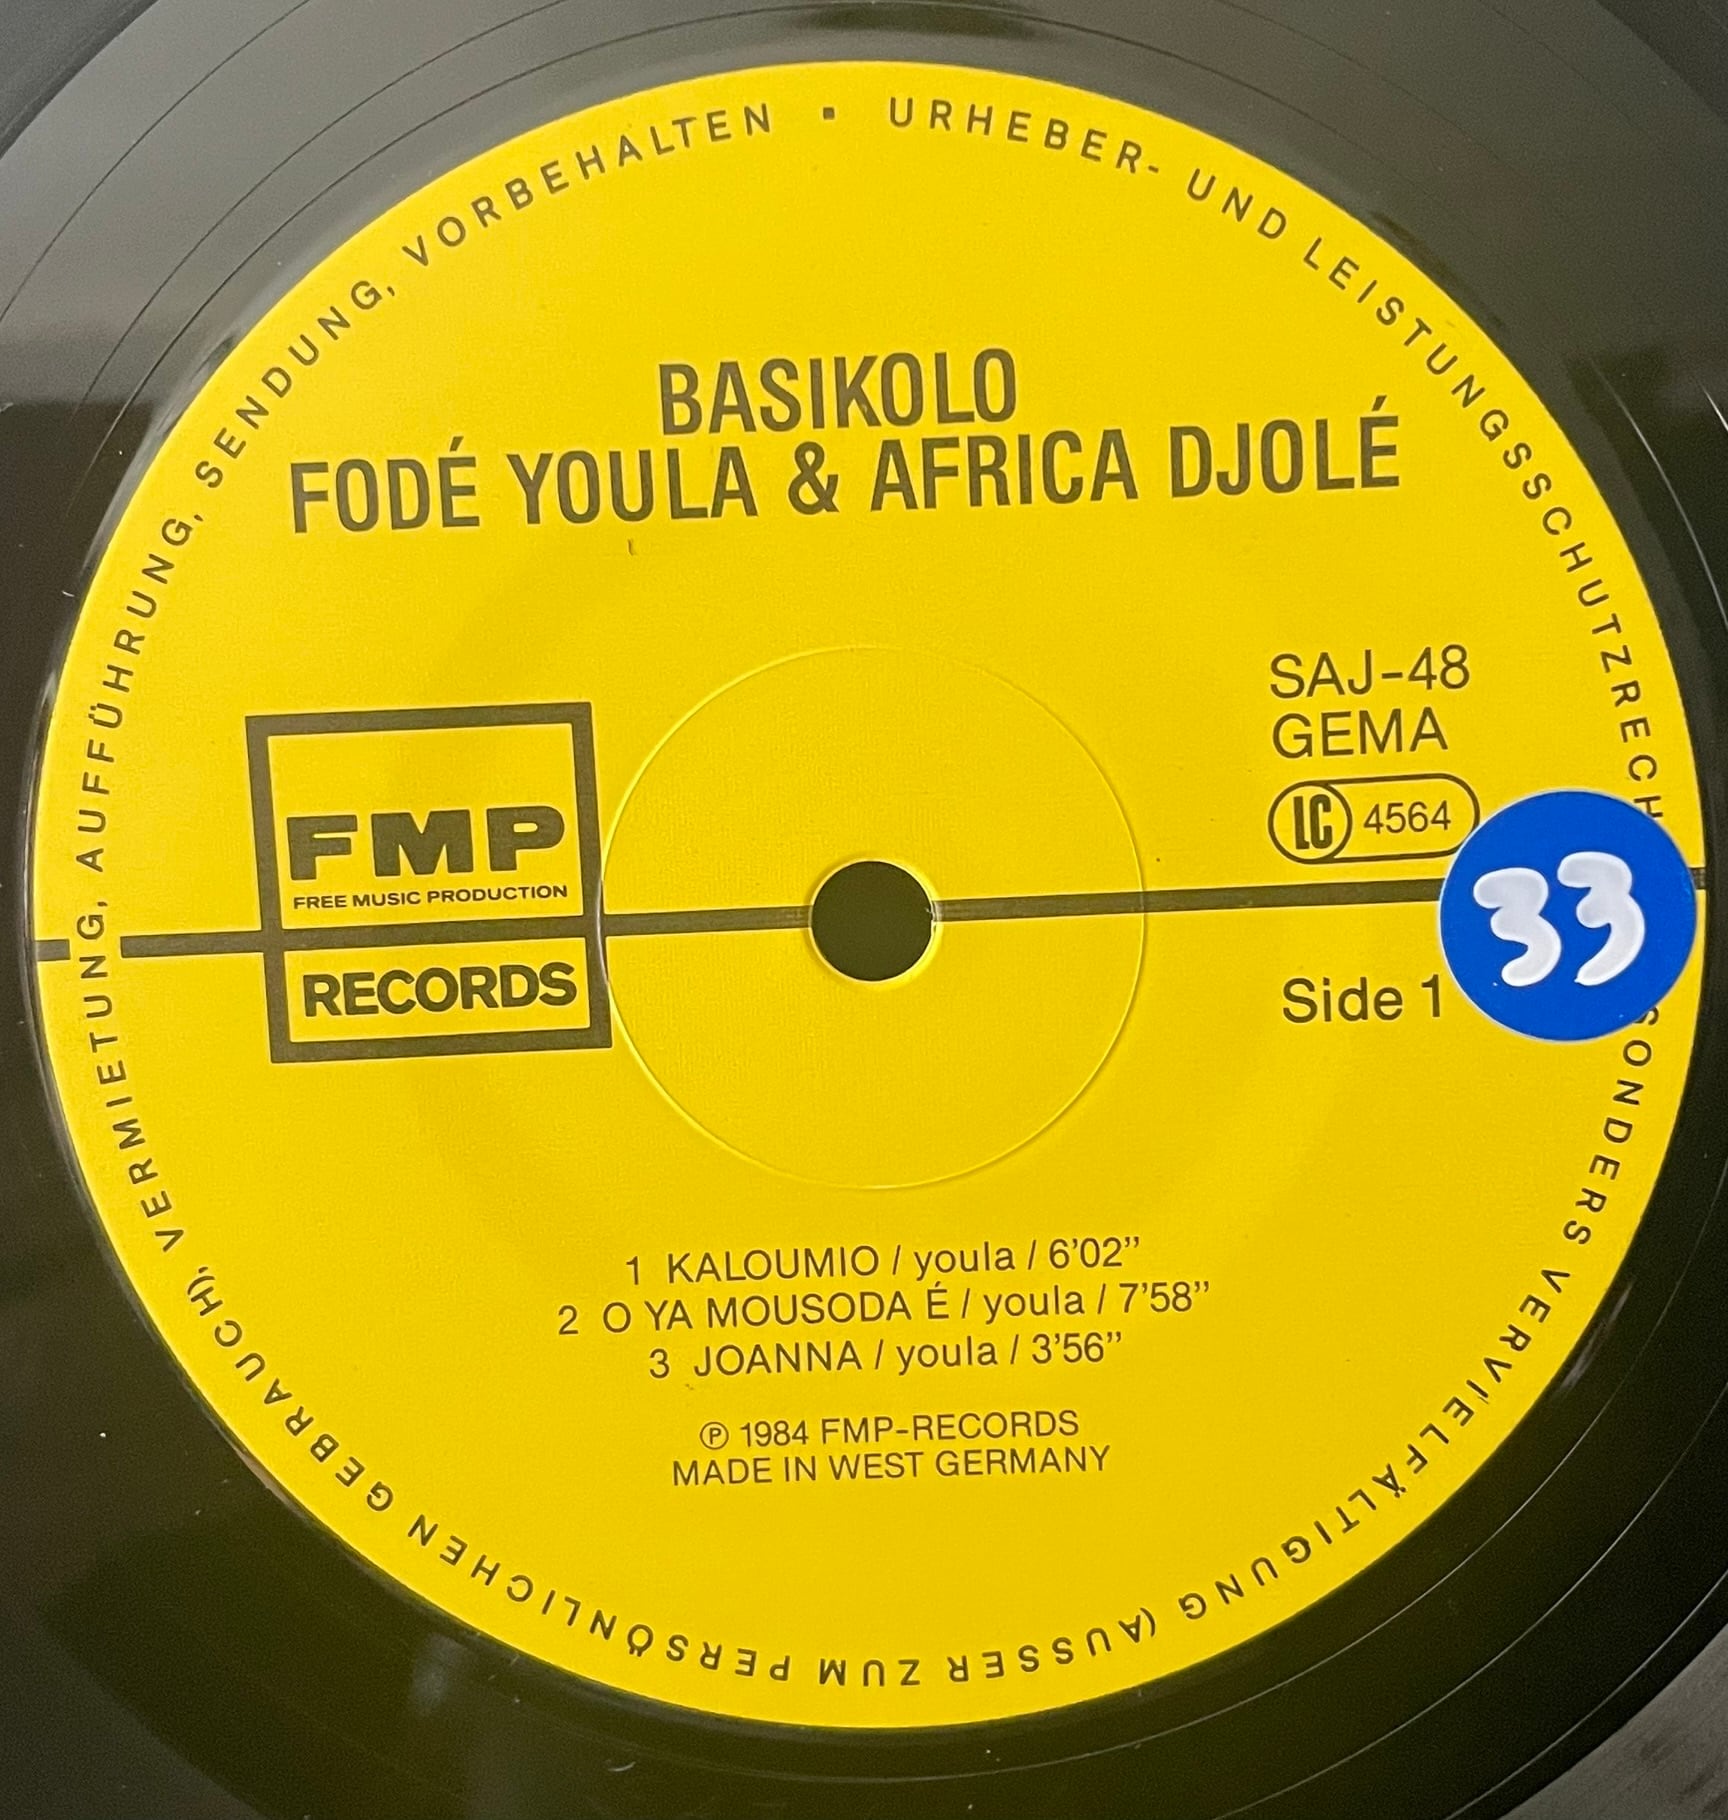 URHEBER- UND LEISTUNGSSCHUTZRECH SONDERS VERVIELFÄLTIGUNG (AUSSER ZUM PERSÖNLICHEN GEBRAUCH), VERMIETUNG, AUFFÜHRUNG, SENDUNG, VORBEHALTEN ▪
BASIKOLO
FODÉ YOULA & AFRICA DJOLÉ
SAJ-48
GEMA
LC 4564
FMP
FREE MUSIC PRODUCTION
RECORDS
33
Side 1
1 KALOUMIO / youla / 6’02”
2 O YA MOUSODA É / youla / 7’58”
3 JOANNA / youla / 3’56”
Ⓟ 1984 FMP-RECORDS
MADE IN WEST GERMANY